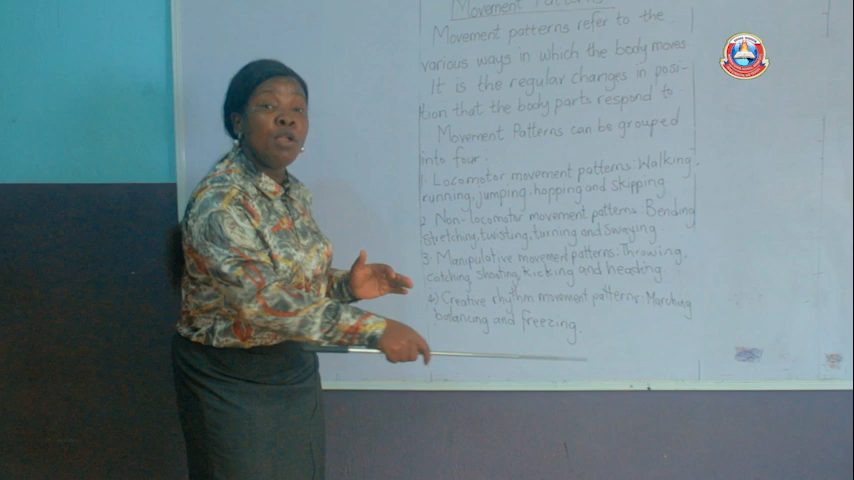 Movement Patterns
Movement patterns refer to the
various ways in which the body moves
It is the regular changes in posi-
tion that the body parts respond to
Movement Patterns can be grouped
into four
1. Locomotor movement patterns: Walking,
running, jumping, hopping and skipping
2 Non-locomotor movement patterns: Bending
stretching, twisting, turning and swaying
3. Manipulative movement patterns: Throwing,
catching, shooting, kicking and heading
4) Creative rhythm movement patterns: Marching
balancing and freezing.